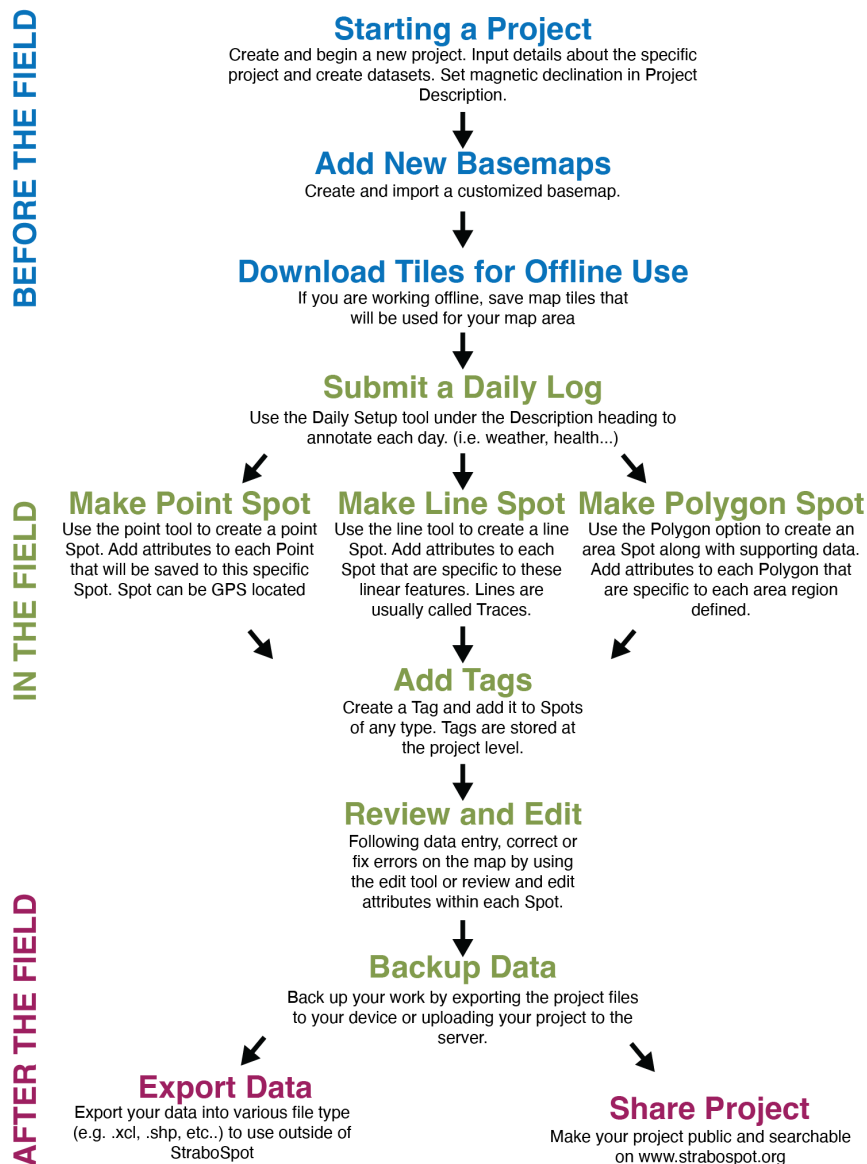 BEFORE THE FIELD
Starting a Project
Create and begin a new project. Input details about the specific
project and create datasets. Set magnetic declination in Project
Description.
Add New Basemaps
Create and import a customized basemap.
Download Tiles for Offline Use
If you are working offline, save map tiles that
will be used for your map area
IN THE FIELD
Submit a Daily Log
Use the Daily Setup tool under the Description heading to
annotate each day. (i.e. weather, health...)
Make Point Spot
Use the point tool to create a point
Spot. Add attributes to each Point
that will be saved to this specific
Spot. Spot can be GPS located
Make Line Spot
Use the line tool to create a line
Spot. Add attributes to each
Spot that are specific to these
linear features. Lines are
usually called Traces.
Make Polygon Spot
Use the Polygon option to create an
area Spot along with supporting data.
Add attributes to each Polygon that
are specific to each area region
defined.
Add Tags
Create a Tag and add it to Spots
of any type. Tags are stored at
the project level.
Review and Edit
Following data entry, correct or
fix errors on the map by using
the edit tool or review and edit
attributes within each Spot.
Backup Data
Back up your work by exporting the project files
to your device or uploading your project to the
server.
AFTER THE FIELD
Export Data
Export your data into various file type
(e.g. .xcl, .shp, etc..) to use outside of
StraboSpot
Share Project
Make your project public and searchable
on www.strabospot.org